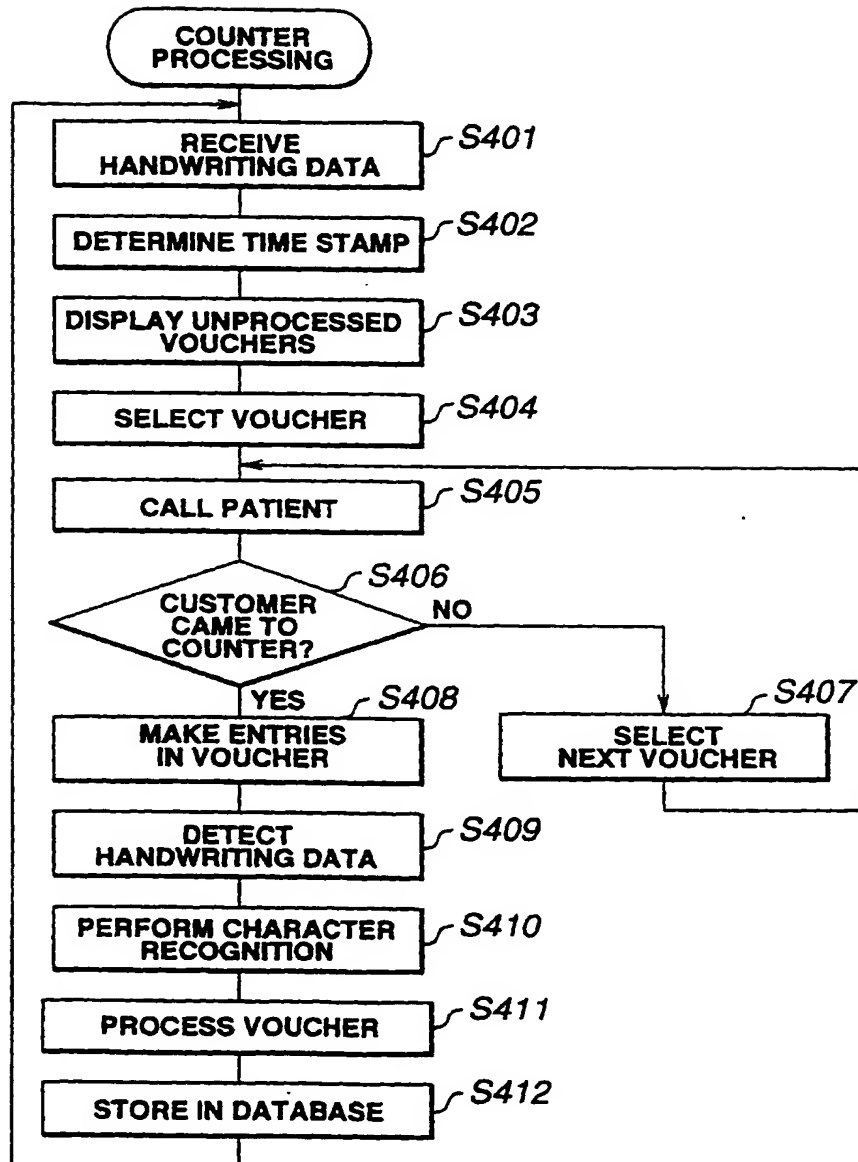 COUNTER
PROCESSING
RECEIVE
HANDWRITING DATA
S401
DETERMINE TIME STAMP
S402
DISPLAY UNPROCESSED
VOUCHERS
S403
SELECT VOUCHER
S404
CALL PATIENT
S405
CUSTOMER
CAME TO
COUNTER?
S406
NO
YES
SELECT
NEXT VOUCHER
S407
MAKE ENTRIES
IN VOUCHER
S408
DETECT
HANDWRITING DATA
S409
PERFORM CHARACTER
RECOGNITION
S410
PROCESS VOUCHER
S411
STORE IN DATABASE
S412